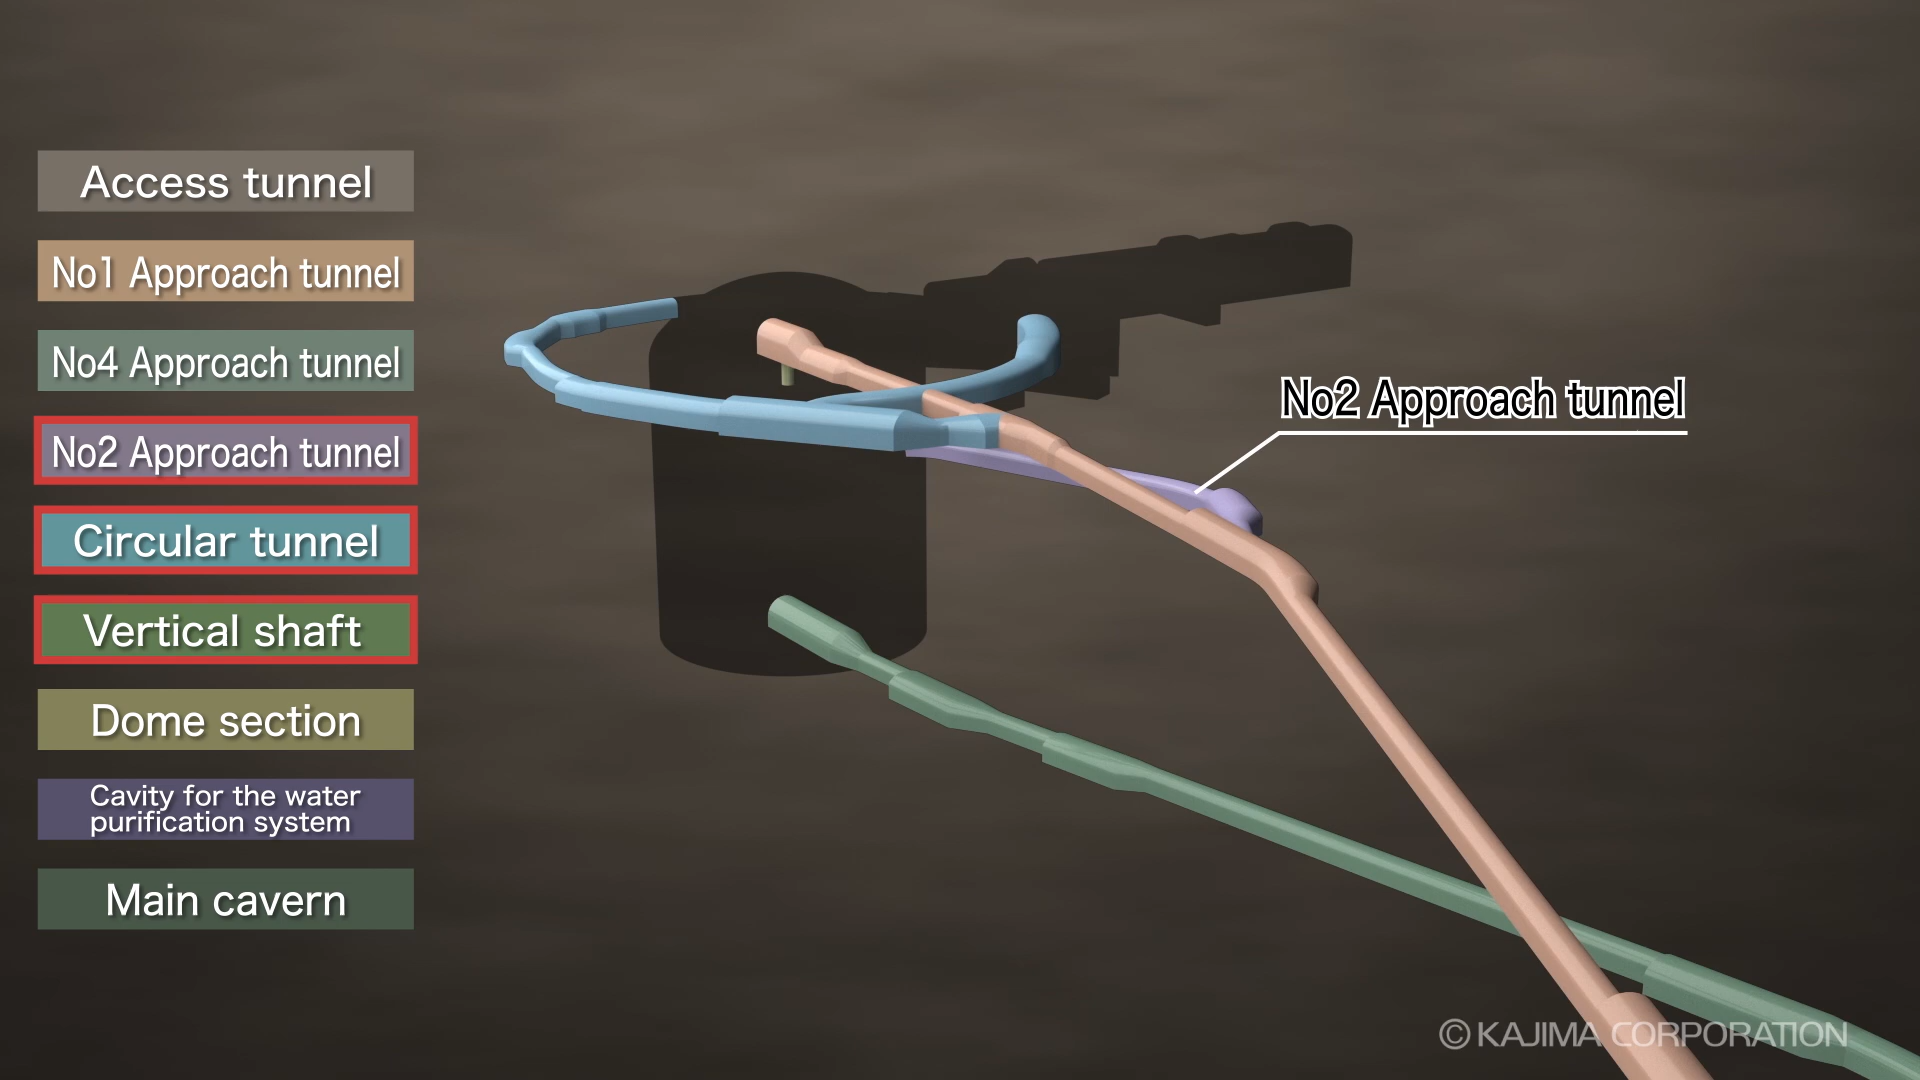 Access tunnel
No1 Approach tunnel
No4 Approach tunnel
No2 Approach tunnel
Circular tunnel
Vertical shaft
Dome section
Cavity for the water
purification system
Main cavern
No2 Approach tunnel
© KAJIMA CORPORATION